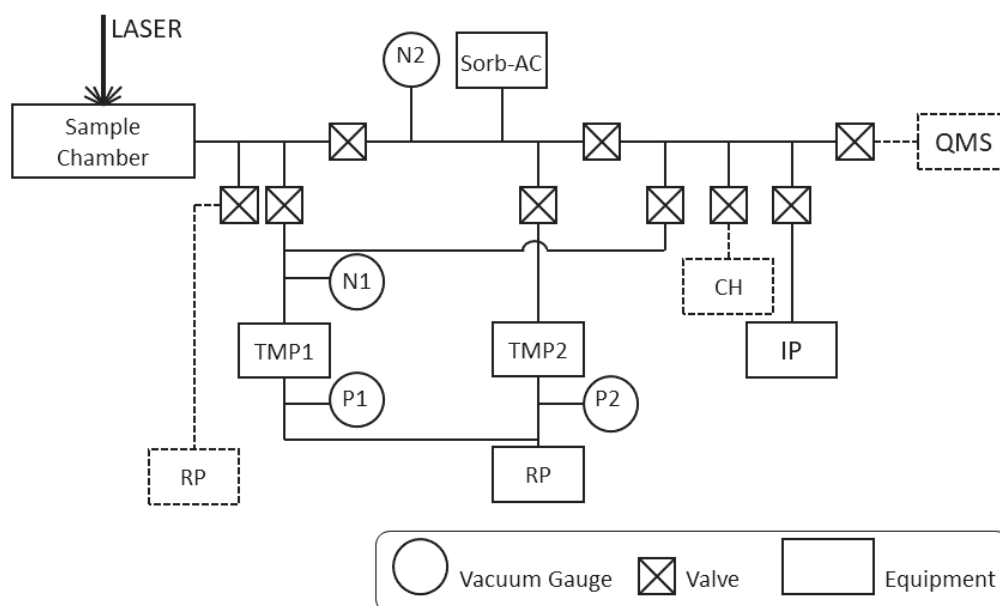 LASER
N2
Sorb-AC
Sample
Chamber
QMS
N1
CH
TMP1
TMP2
IP
P1
P2
RP
RP
Vacuum Gauge
Valve
Equipment